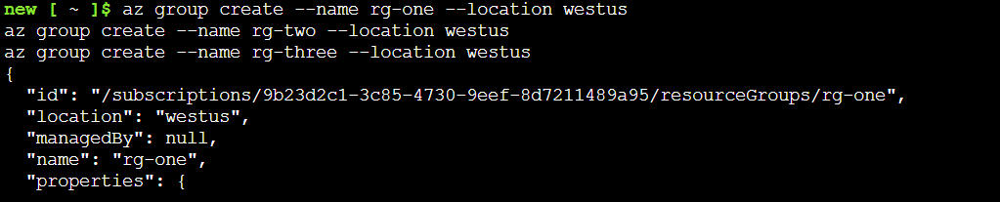 new [ ~ ]$ az group create --name rg-one --location westus
az group create --name rg-two --location westus
az group create --name rg-three --location westus
{
  "id": "/subscriptions/9b23d2c1-3c85-4730-9eef-8d7211489a95/resourceGroups/rg-one",
  "location": "westus",
  "managedBy": null,
  "name": "rg-one",
  "properties": {